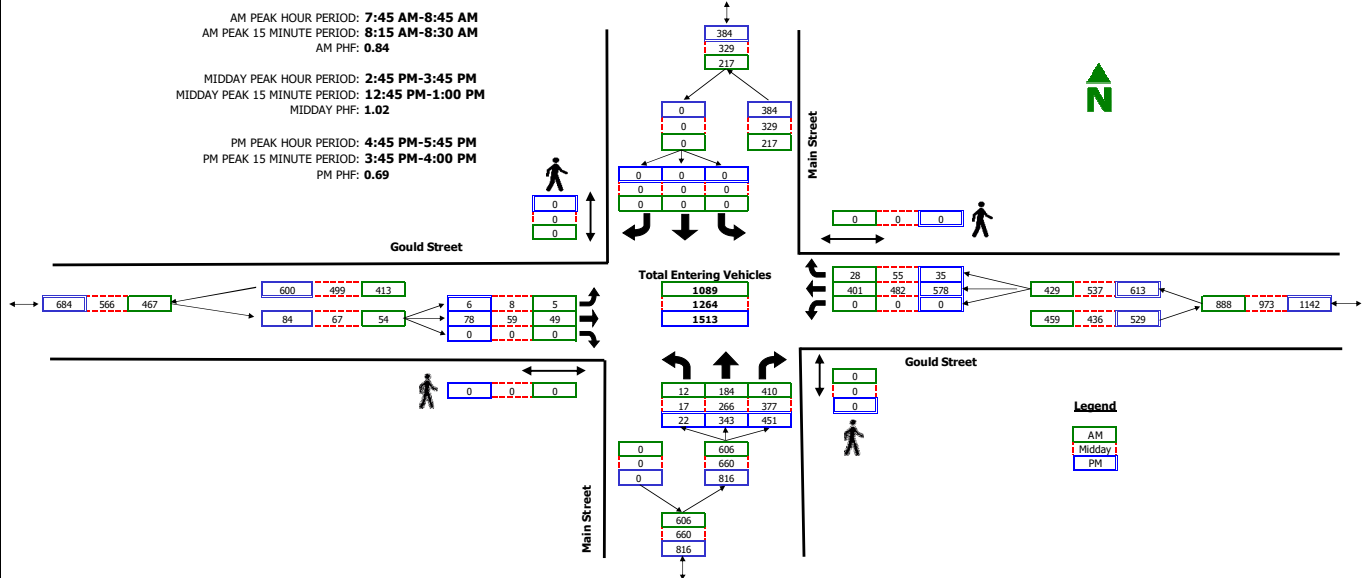 AM PEAK HOUR PERIOD: 7:45 AM-8:45 AM
AM PEAK 15 MINUTE PERIOD: 8:15 AM-8:30 AM
AM PHF: 0.84
MIDDAY PEAK HOUR PERIOD: 2:45 PM-3:45 PM
MIDDAY PEAK 15 MINUTE PERIOD: 12:45 PM-1:00 PM
MIDDAY PHF: 1.02
PM PEAK HOUR PERIOD: 4:45 PM-5:45 PM
PM PEAK 15 MINUTE PERIOD: 3:45 PM-4:00 PM
PM PHF: 0.69
384
329
217
0
0
0
384
329
217
0 0 0
0 0 0
0 0 0
Main Street
N
0
0
0
0 0 0
Gould Street
684 566 467
600 499 413
84 67 54
6 8 5
78 59 49
0 0 0
Total Entering Vehicles
1089
1264
1513
28 55 35
401 482 578
0 0 0
429 537 613
459 436 529
888 973 1142
Gould Street
0 0 0
12 184 410
17 266 377
22 343 451
0
0
0
0
0
0
606
660
816
606
660
816
Main Street
Legend
AM
Midday
PM